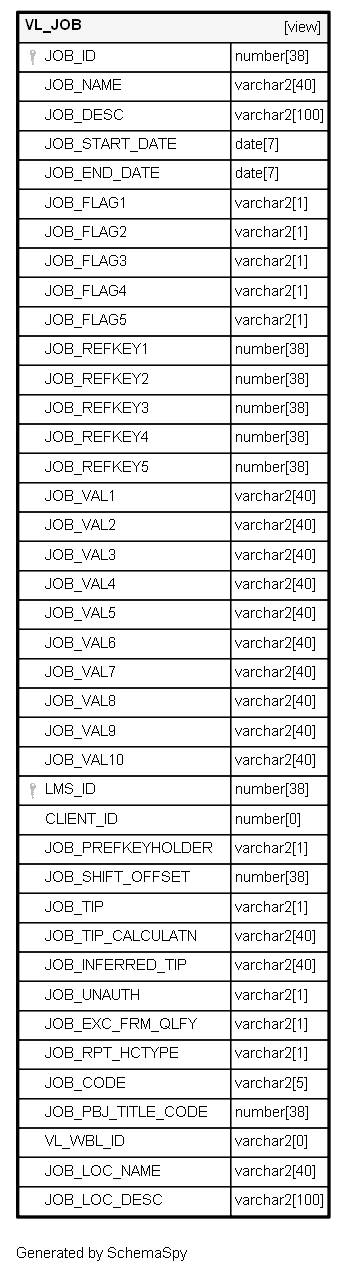 VL_JOB [view]
JOB_ID number[38]
JOB_NAME varchar2[40]
JOB_DESC varchar2[100]
JOB_START_DATE date[7]
JOB_END_DATE date[7]
JOB_FLAG1 varchar2[1]
JOB_FLAG2 varchar2[1]
JOB_FLAG3 varchar2[1]
JOB_FLAG4 varchar2[1]
JOB_FLAG5 varchar2[1]
JOB_REFKEY1 number[38]
JOB_REFKEY2 number[38]
JOB_REFKEY3 number[38]
JOB_REFKEY4 number[38]
JOB_REFKEY5 number[38]
JOB_VAL1 varchar2[40]
JOB_VAL2 varchar2[40]
JOB_VAL3 varchar2[40]
JOB_VAL4 varchar2[40]
JOB_VAL5 varchar2[40]
JOB_VAL6 varchar2[40]
JOB_VAL7 varchar2[40]
JOB_VAL8 varchar2[40]
JOB_VAL9 varchar2[40]
JOB_VAL10 varchar2[40]
LMS_ID number[38]
CLIENT_ID number[0]
JOB_PREFKEYHOLDER varchar2[1]
JOB_SHIFT_OFFSET number[38]
JOB_TIP varchar2[1]
JOB_TIP_CALCULATN varchar2[40]
JOB_INFERRED_TIP varchar2[40]
JOB_UNAUTH varchar2[1]
JOB_EXC_FRM_QLFY varchar2[1]
JOB_RPT_HCTYPE varchar2[1]
JOB_CODE varchar2[5]
JOB_PBJ_TITLE_CODE number[38]
VL_WBL_ID varchar2[0]
JOB_LOC_NAME varchar2[40]
JOB_LOC_DESC varchar2[100]
Generated by SchemaSpy